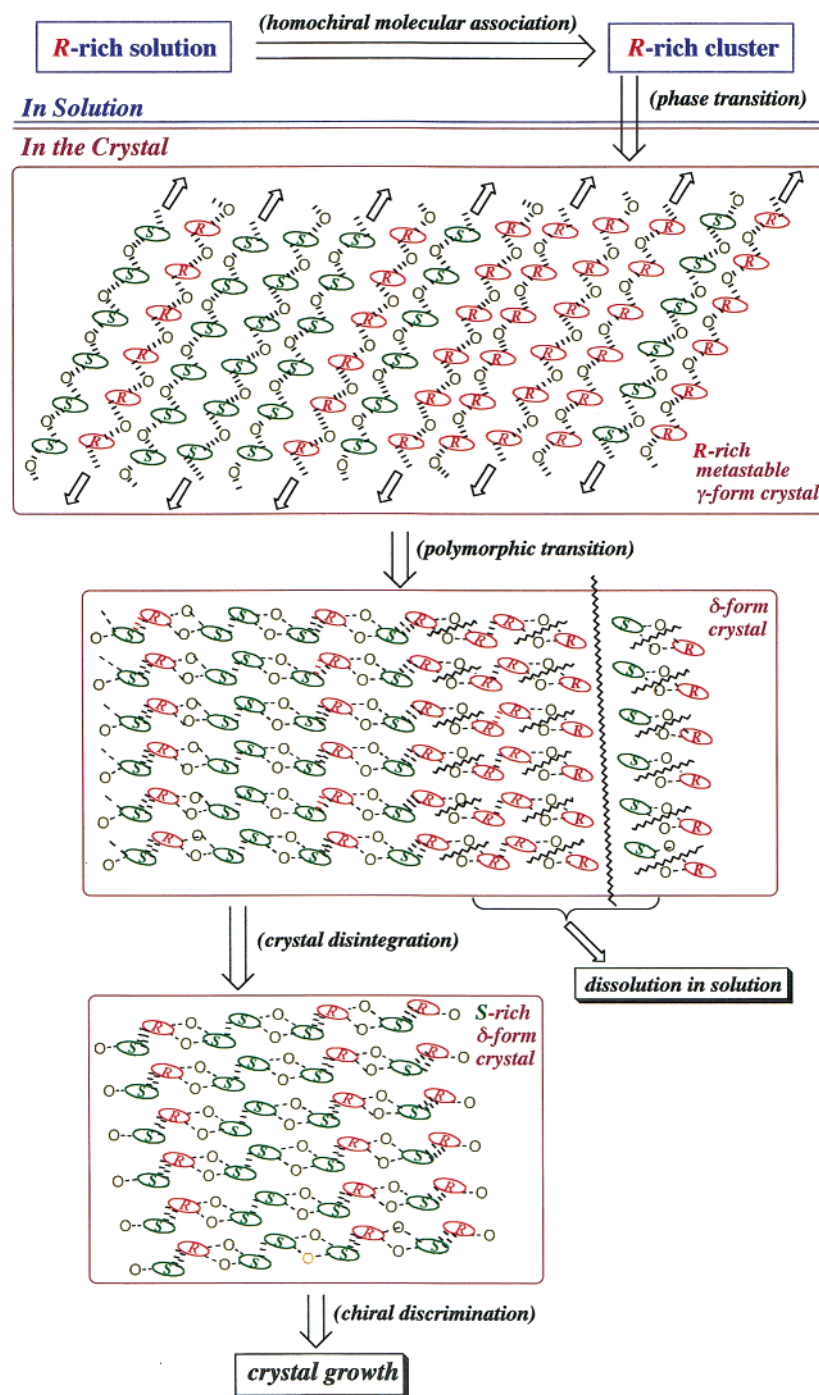 (homochiral molecular association)
R-rich solution
R-rich cluster
(phase transition)
In Solution
In the Crystal
R-rich
metastable
γ-form crystal
(polymorphic transition)
δ-form
crystal
(crystal disintegration)
dissolution in solution
S-rich
δ-form
crystal
(chiral discrimination)
crystal growth